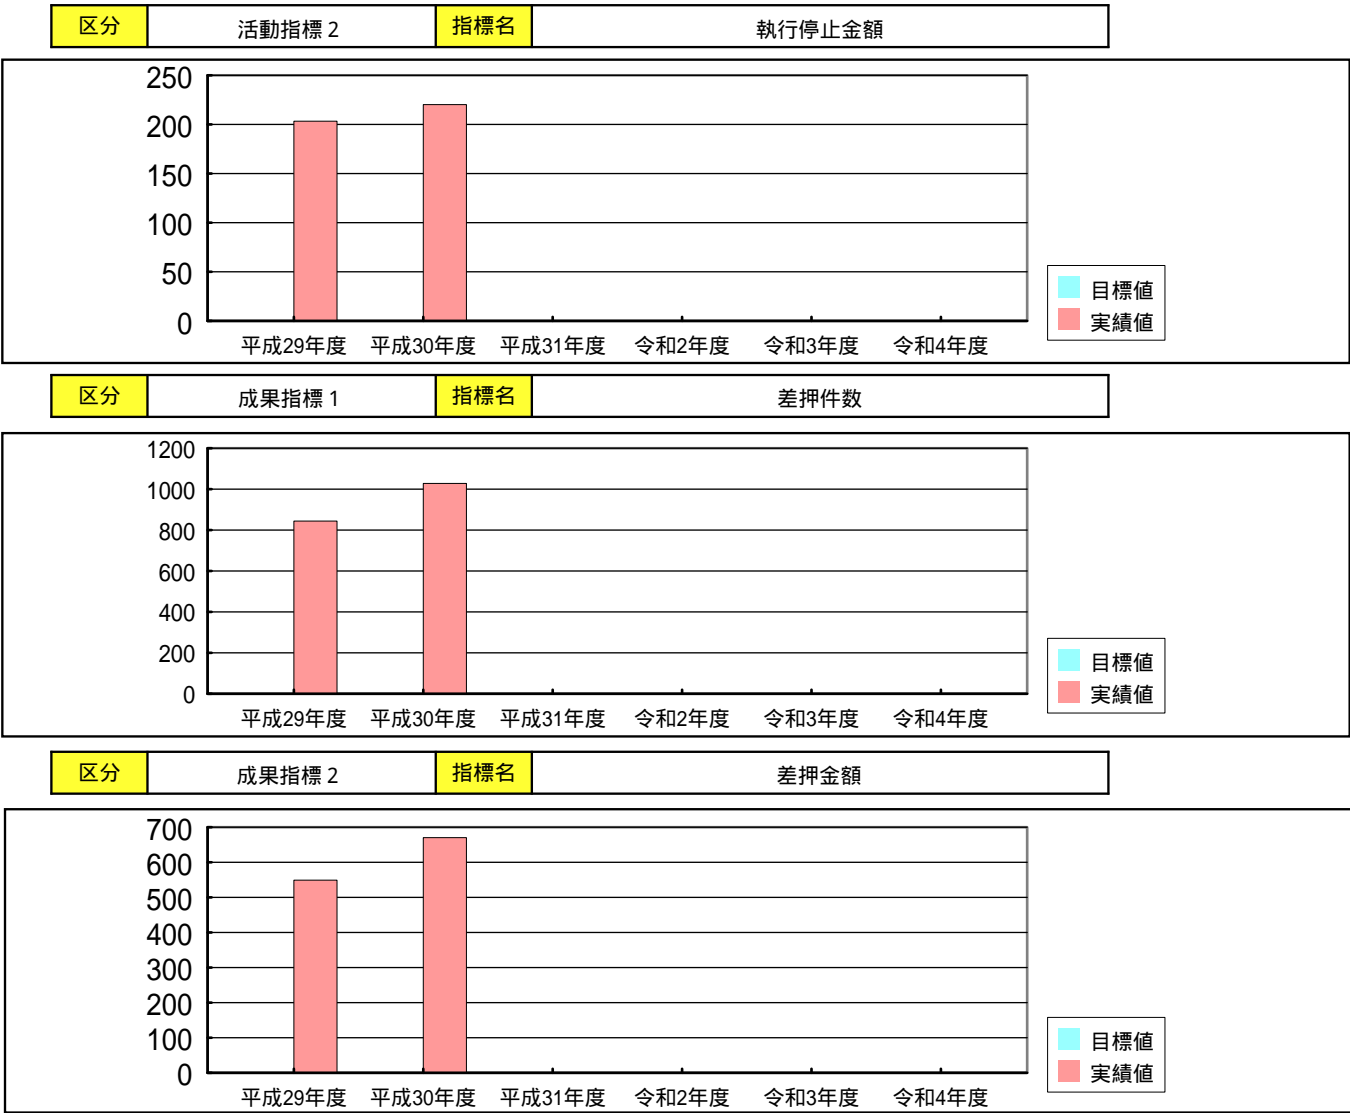 区分 活動指標２ 指標名 執行停止金額
250
200
150
100
50
0
平成29年度 平成30年度 平成31年度 令和2年度 令和3年度 令和4年度
目標値
実績値
区分 成果指標１ 指標名 差押件数
1200
1000
800
600
400
200
0
平成29年度 平成30年度 平成31年度 令和2年度 令和3年度 令和4年度
目標値
実績値
区分 成果指標２ 指標名 差押金額
700
600
500
400
300
200
100
0
平成29年度 平成30年度 平成31年度 令和2年度 令和3年度 令和4年度
目標値
実績値